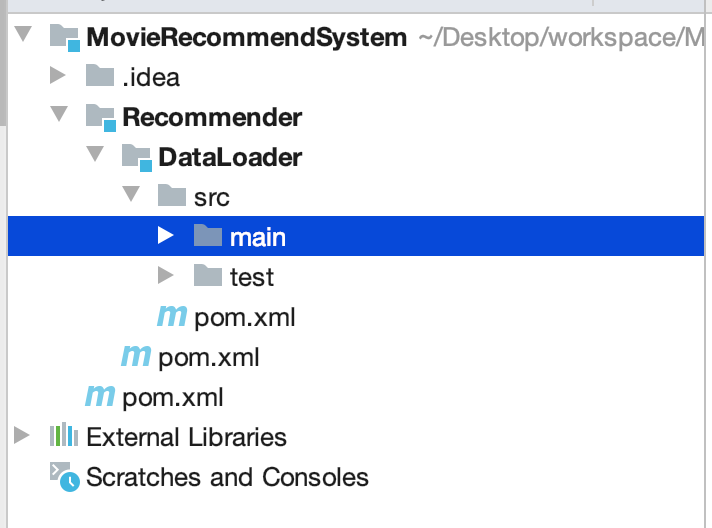 MovieRecommendSystem ~/Desktop/workspace/M
.idea
Recommender
DataLoader
src
main
test
pom.xml
pom.xml
pom.xml
External Libraries
Scratches and Consoles